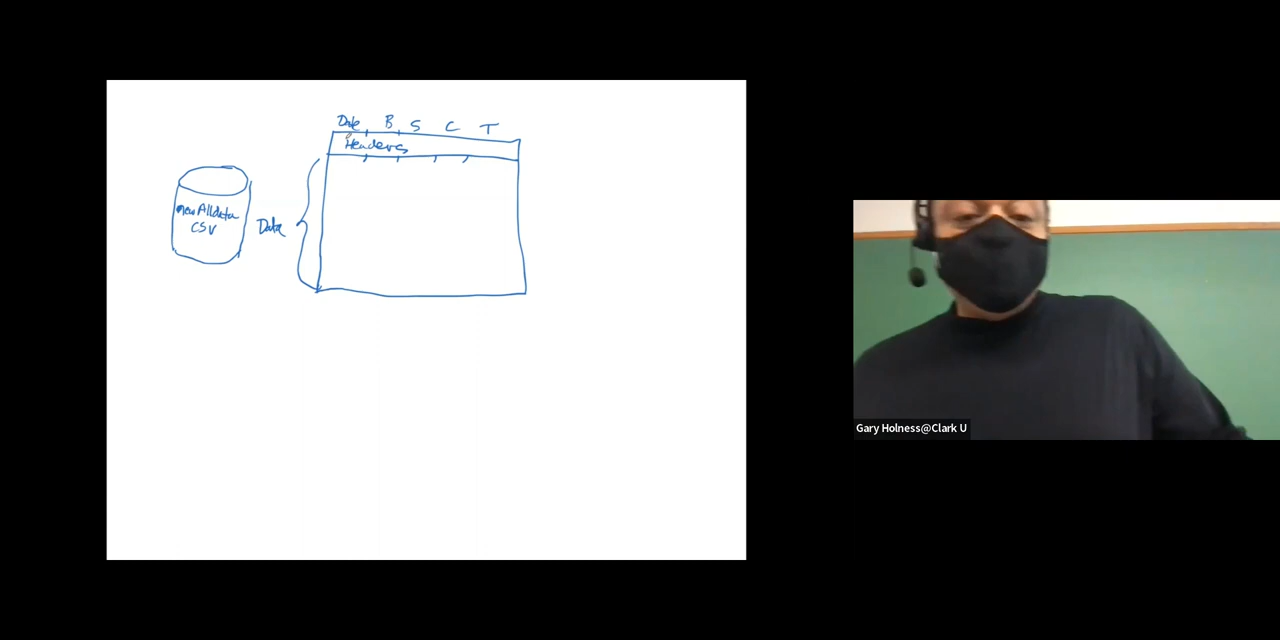 Date B S C T
Headers
newAlldata
CSV
Data
Gary Holness@Clark U